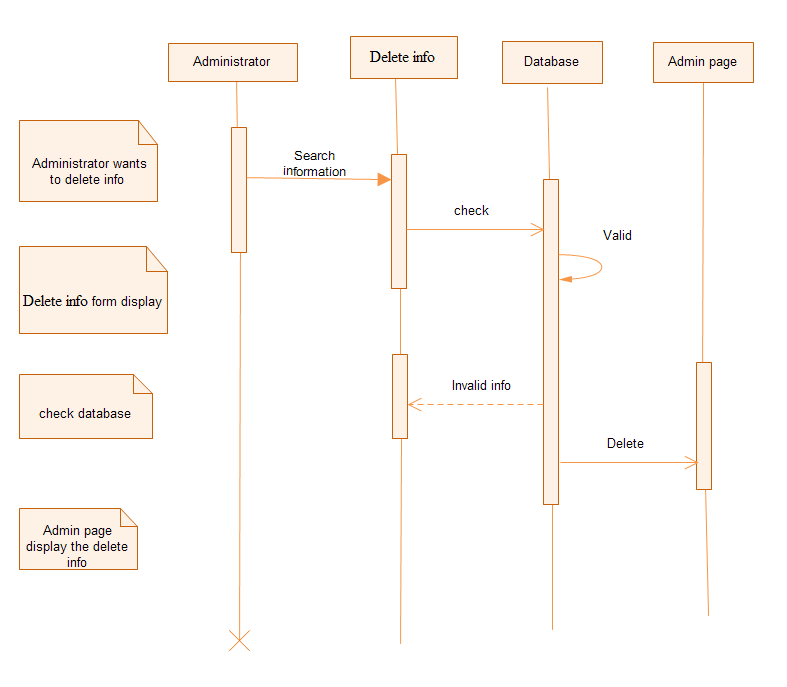 Administrator
Delete info
Database
Admin page
Administrator wants
to delete info
Search
information
check
Valid
Delete info form display
Invalid info
check database
Delete
Admin page
display the delete
info